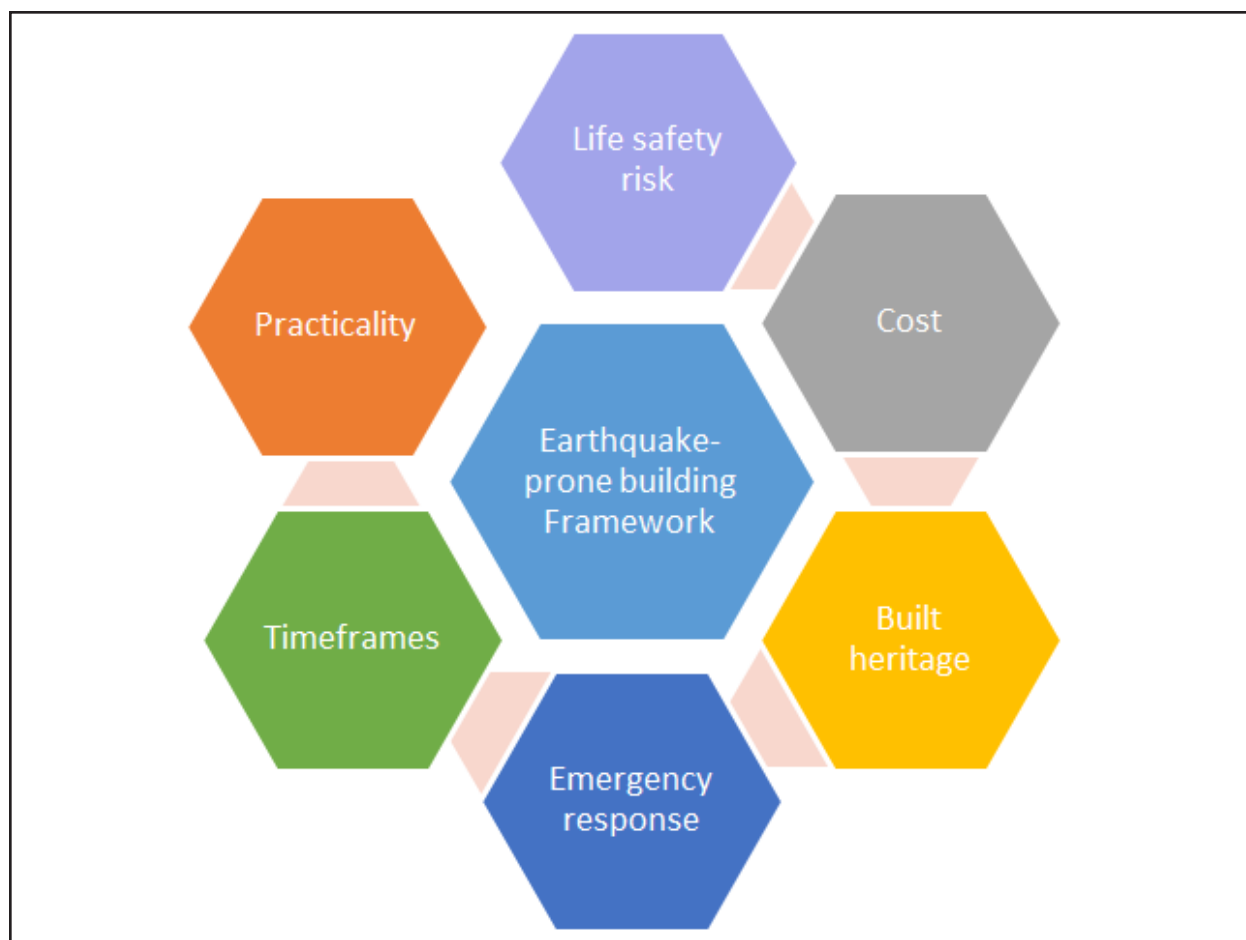 Life safety
risk
Practicality
Cost
Earthquake-
prone building
Framework
Timeframes
Built
heritage
Emergency
response